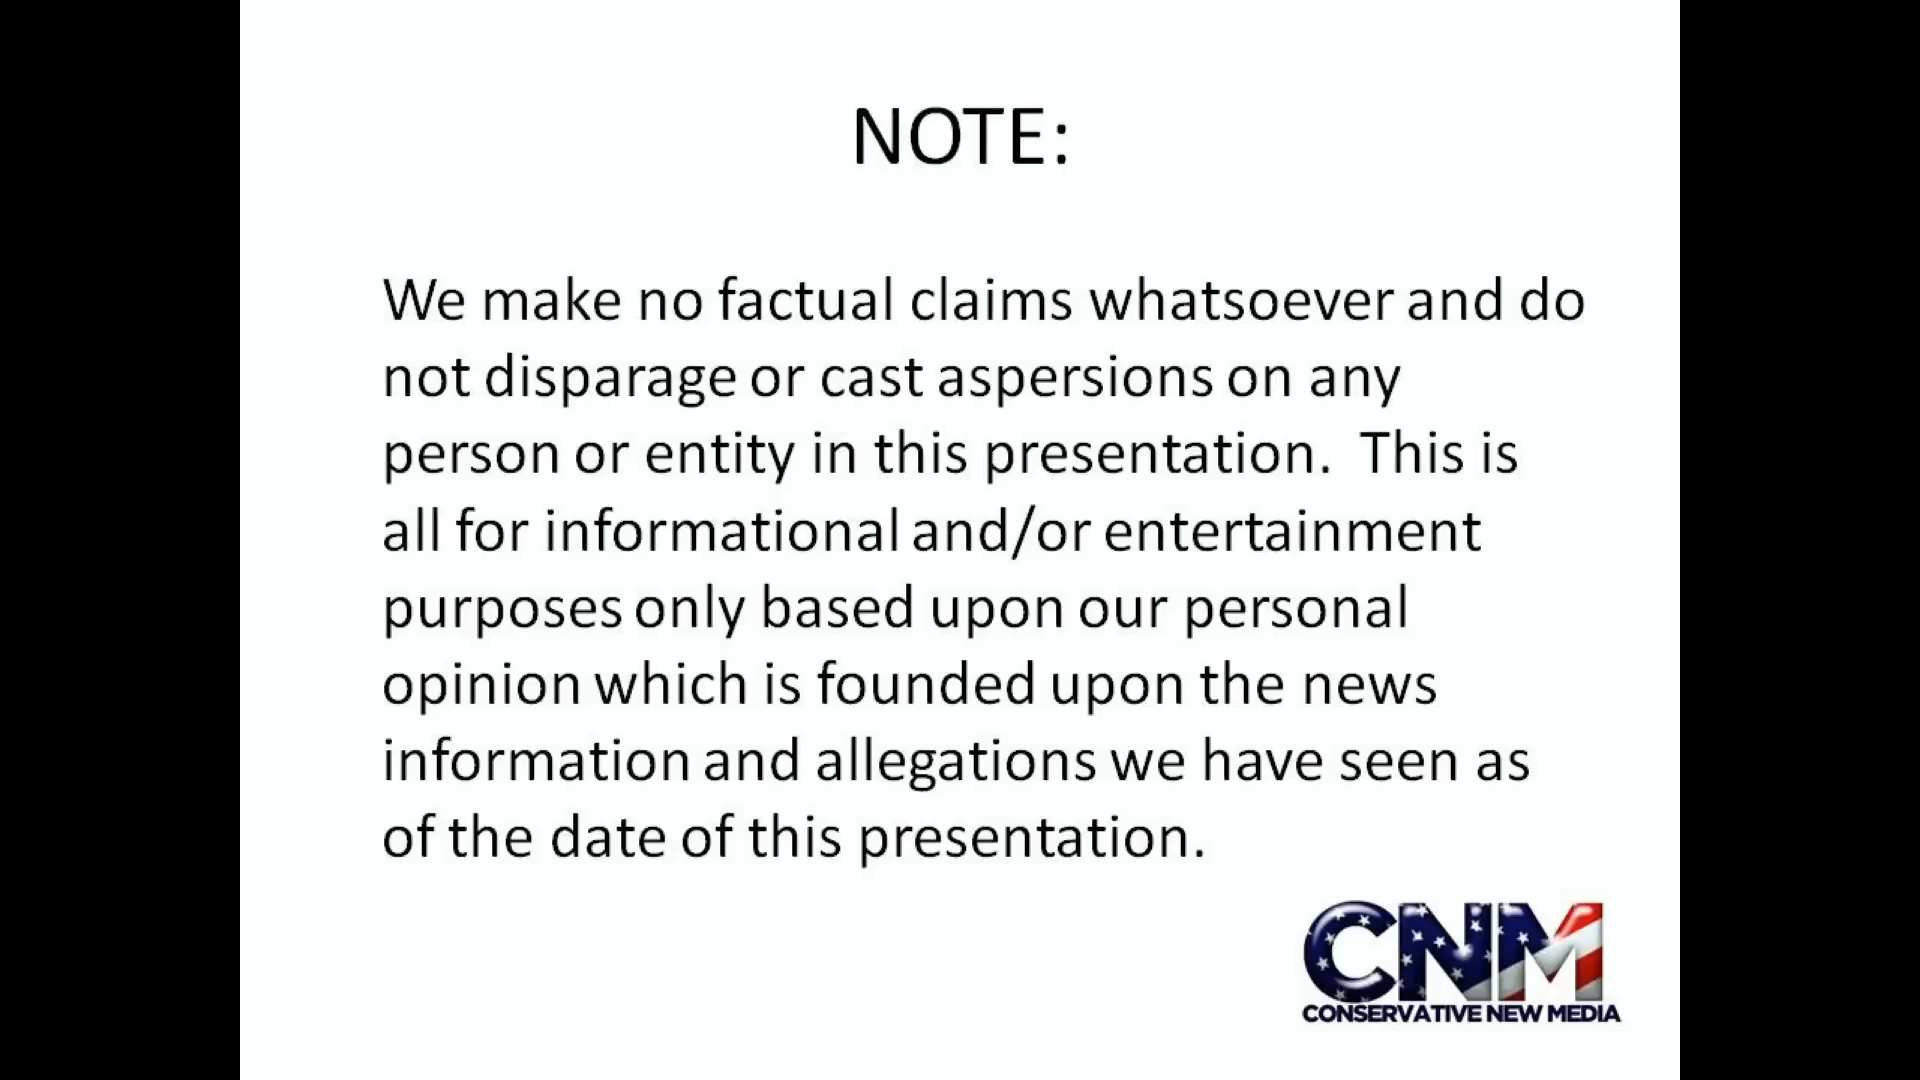 NOTE:
We make no factual claims whatsoever and do
not disparage or cast aspersions on any
person or entity in this presentation.  This is
all for informational and/or entertainment
purposes only based upon our personal
opinion which is founded upon the news
information and allegations we have seen as
of the date of this presentation.
CNM
CONSERVATIVE NEW MEDIA